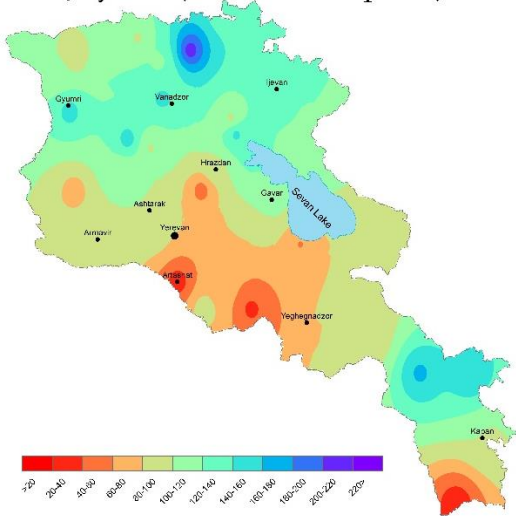 Ijevan
Gyumri
Vanadzor
Hrazdan
Gavar
Sevan Lake
Ashtarak
Yerevan
Armavir
Artashat
Yeghegnadzor
Kapan
>20
20-40
40-60
60-80
80-100
100-120
120-140
140-160
160-180
180-200
200-220
220>